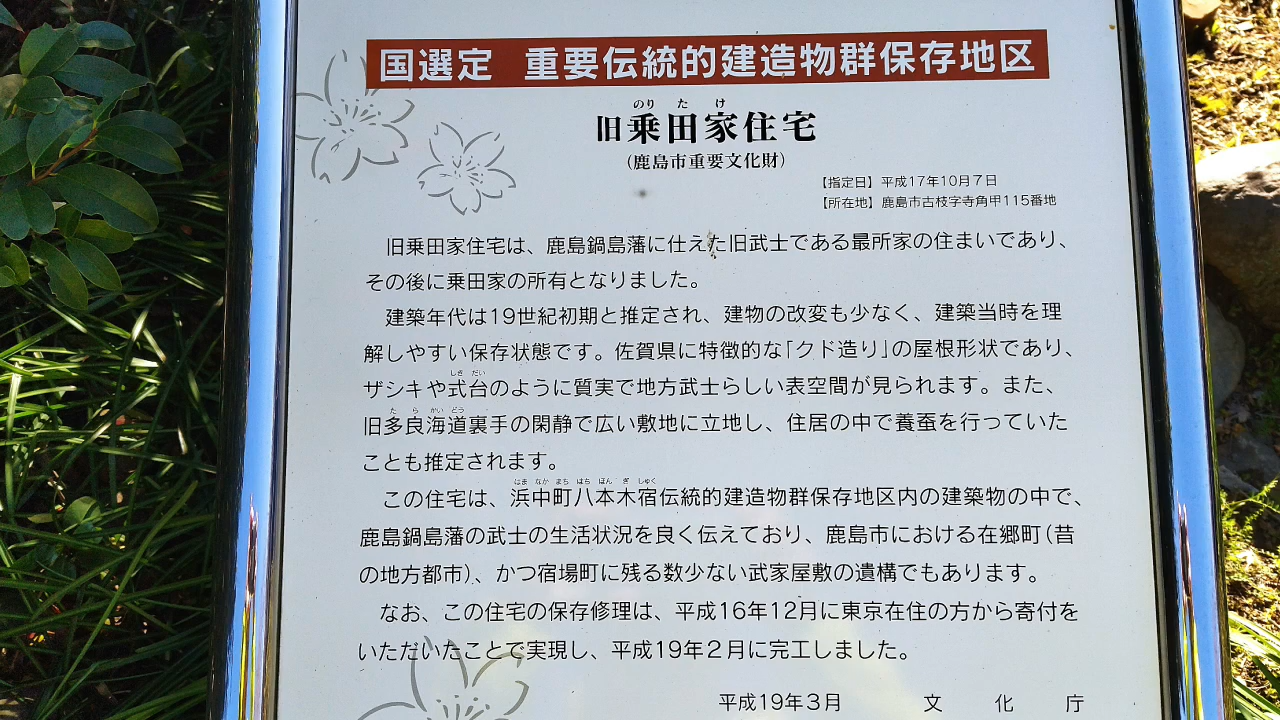 国選定 重要伝統的建造物群保存地区
のり た け
旧乗田家住宅
(鹿島市重要文化財)
【指定日】平成17年10月7日
【所在地】鹿島市古枝字寺角甲115番地
旧乗田家住宅は、鹿島鍋島藩に仕えた旧武士である最所家の住まいであり、
その後に乗田家の所有となりました。
建築年代は19世紀初期と推定され、建物の改変も少なく、建築当時を理
解しやすい保存状態です。佐賀県に特徴的な「クド造り」の屋根形状であり、
しき だい
ザシキや式台のように質実で地方武士らしい表空間が見られます。また、
た ら かい どう
旧多良海道裏手の閑静で広い敷地に立地し、住居の中で養蚕を行っていた
ことも推定されます。
はま なか まち はち ほん ぎ しゅく
この住宅は、浜中町八本木宿伝統的建造物群保存地区内の建築物の中で、
鹿島鍋島藩の武士の生活状況を良く伝えており、鹿島市における在郷町(昔
の地方都市)、かつ宿場町に残る数少ない武家屋敷の遺構でもあります。
なお、この住宅の保存修理は、平成16年12月に東京在住の方から寄付を
いただいたことで実現し、平成19年2月に完工しました。
平成19年3月 文化庁